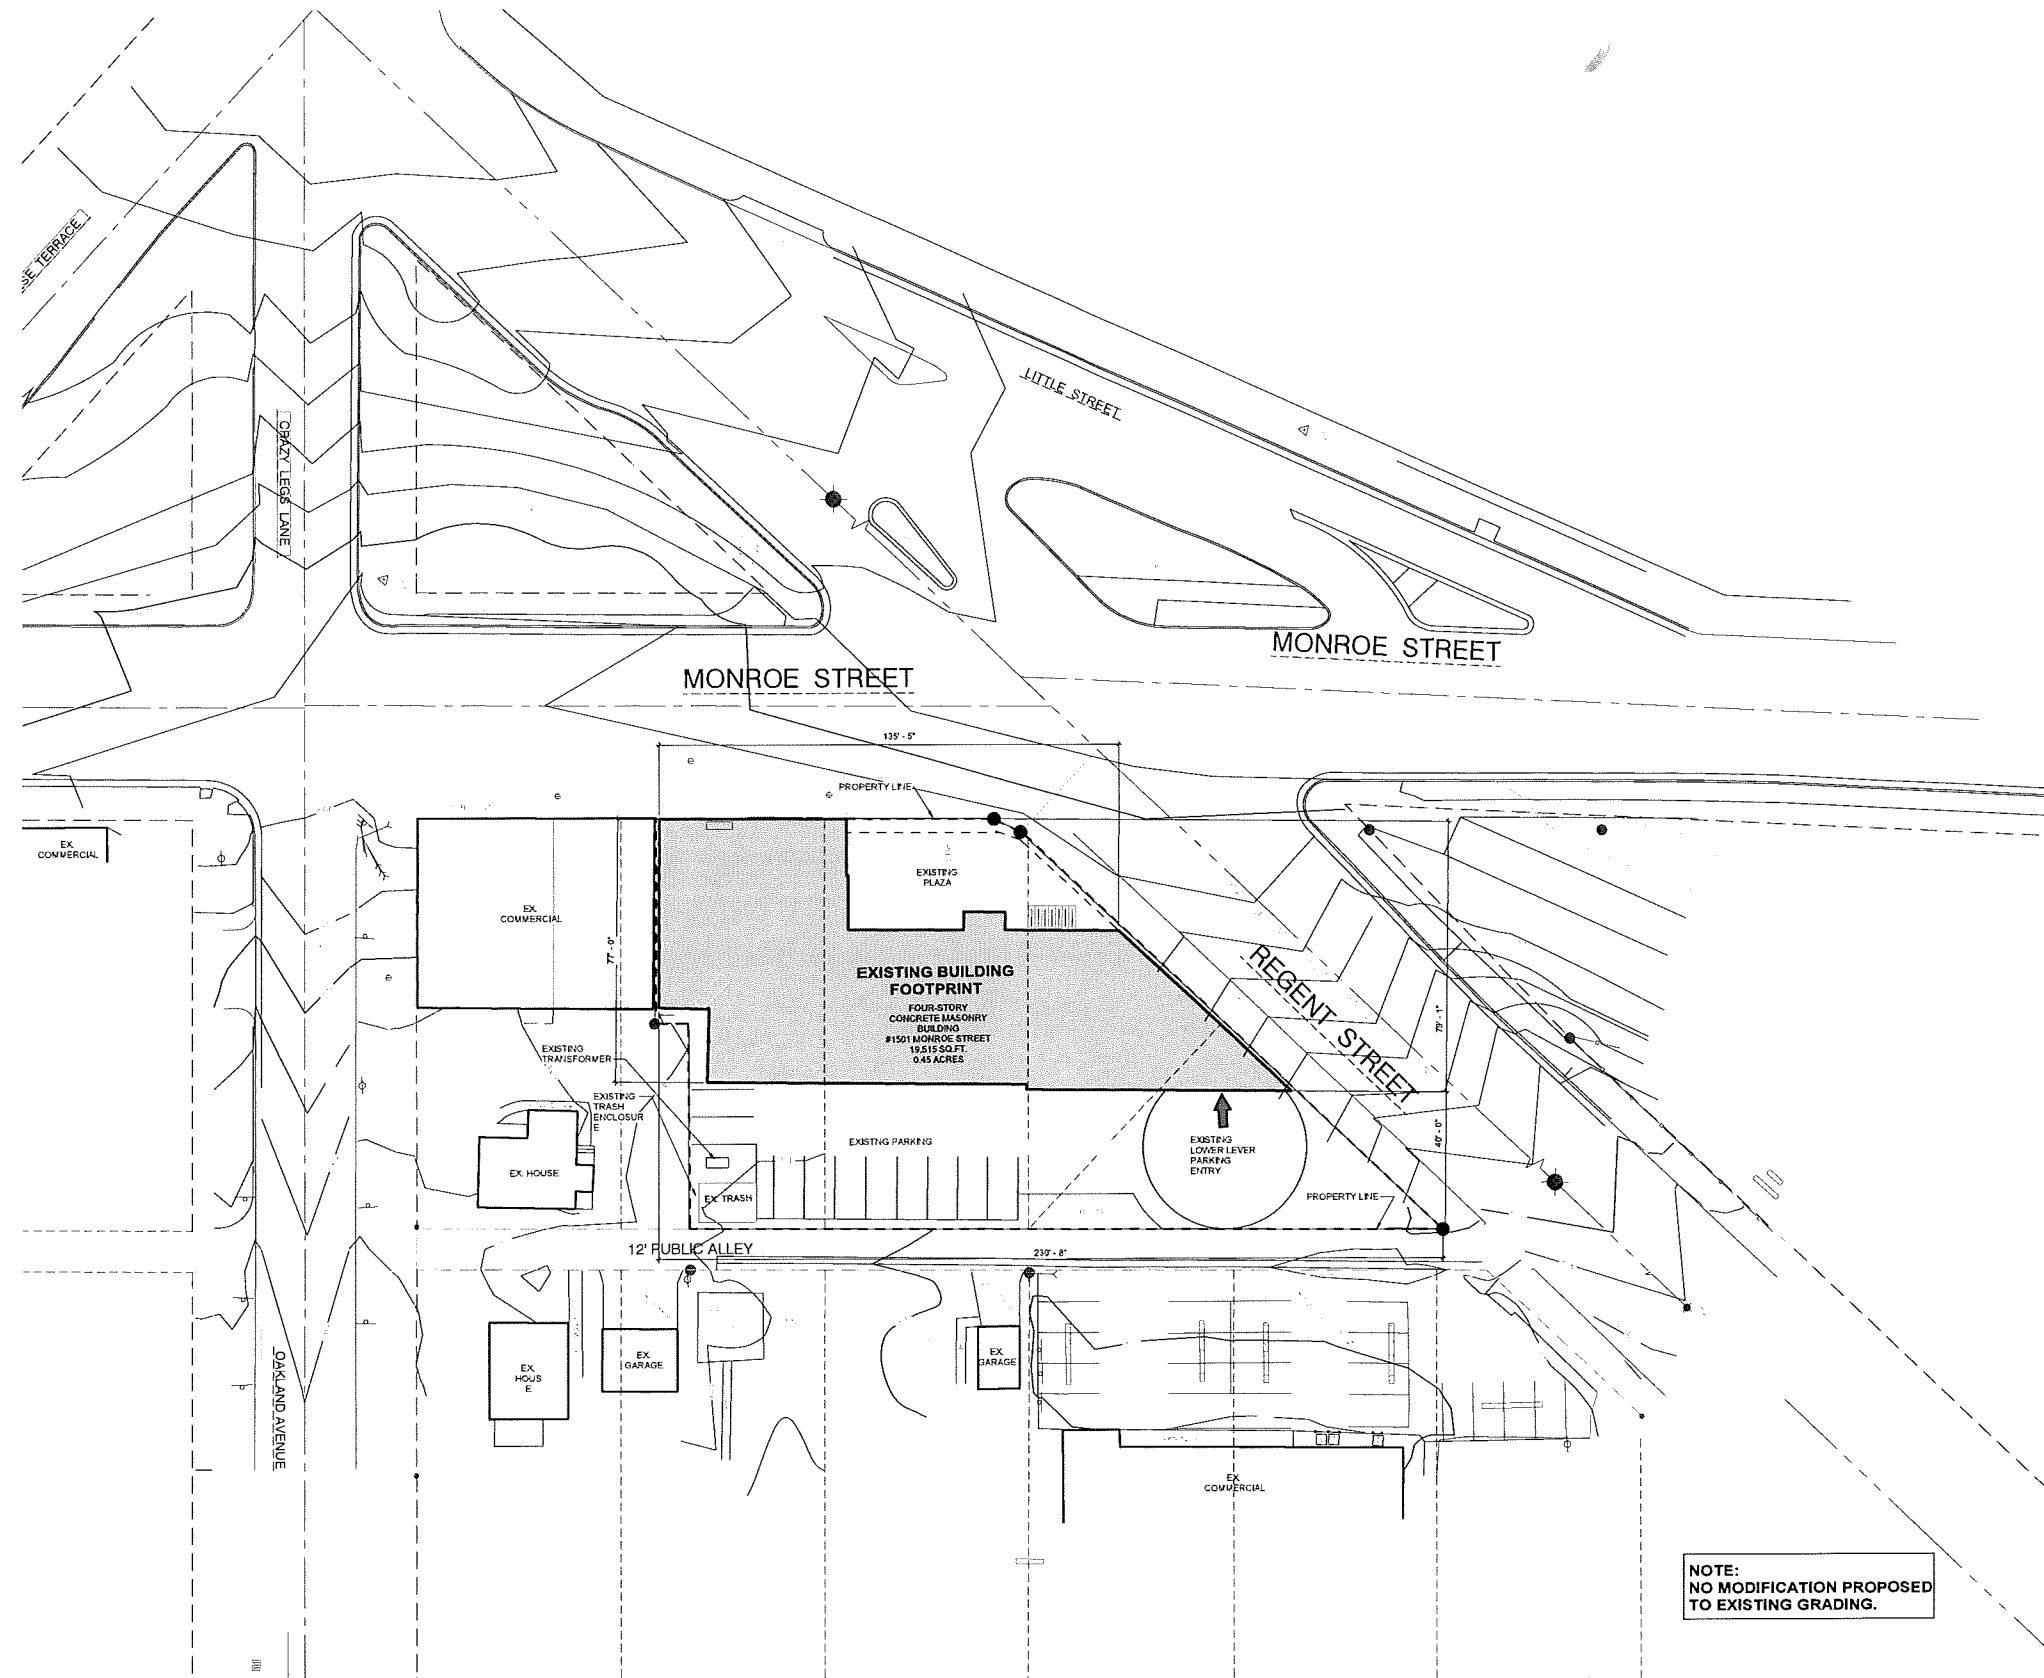 SE TERRACE
LITTLE STREET
CRAZY LEGS LANE
MONROE STREET
MONROE STREET
135' - 5"
PROPERTY LINE
EX.
COMMERCIAL
EXISTING
PLAZA
EX.
COMMERCIAL
77' - 0"
EXISTING BUILDING
FOOTPRINT
FOUR-STORY
CONCRETE MASONRY
BUILDING
#1501 MONROE STREET
19,515 SQ.FT.
0.45 ACRES
REGENT STREET
79' - 1"
EXISTING
TRANSFORMER
EXISTING
TRASH
ENCLOSUR
E
EXISTNG PARKING
EXISTING
LOWER LEVER
PARKING
ENTRY
40' - 0"
EX. HOUSE
EX. TRASH
PROPERTY LINE
12' PUBLIC ALLEY
230' - 8"
OAKLAND AVENUE
EX.
HOUS
E
EX.
GARAGE
EX.
GARAGE
EX.
COMMERCIAL
NOTE:
NO MODIFICATION PROPOSED
TO EXISTING GRADING.